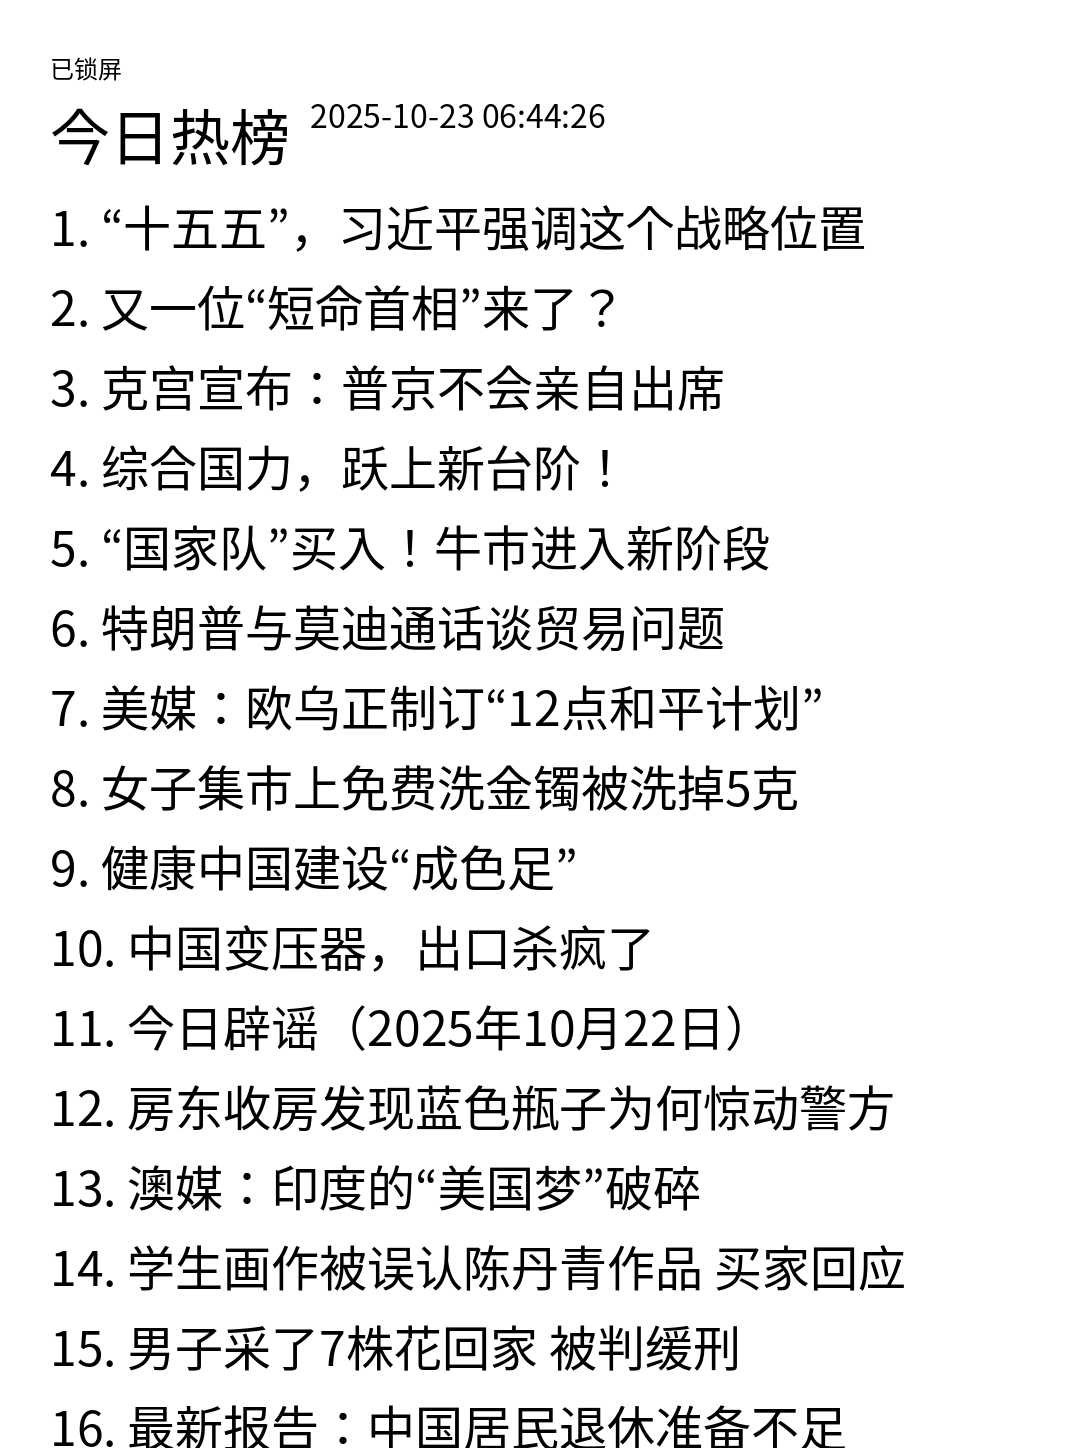 已锁屏
今日热榜 2025-10-23 06:44:26
1. “十五五”，习近平强调这个战略位置
2. 又一位“短命首相”来了？
3. 克宫宣布：普京不会亲自出席
4. 综合国力，跃上新台阶！
5. “国家队”买入！牛市进入新阶段
6. 特朗普与莫迪通话谈贸易问题
7. 美媒：欧乌正制订“12点和平计划”
8. 女子集市上免费洗金镯被洗掉5克
9. 健康中国建设“成色足”
10. 中国变压器，出口杀疯了
11. 今日辟谣（2025年10月22日）
12. 房东收房发现蓝色瓶子为何惊动警方
13. 澳媒：印度的“美国梦”破碎
14. 学生画作被误认陈丹青作品 买家回应
15. 男子采了7株花回家 被判缓刑
16. 最新报告：中国居民退休准备不足